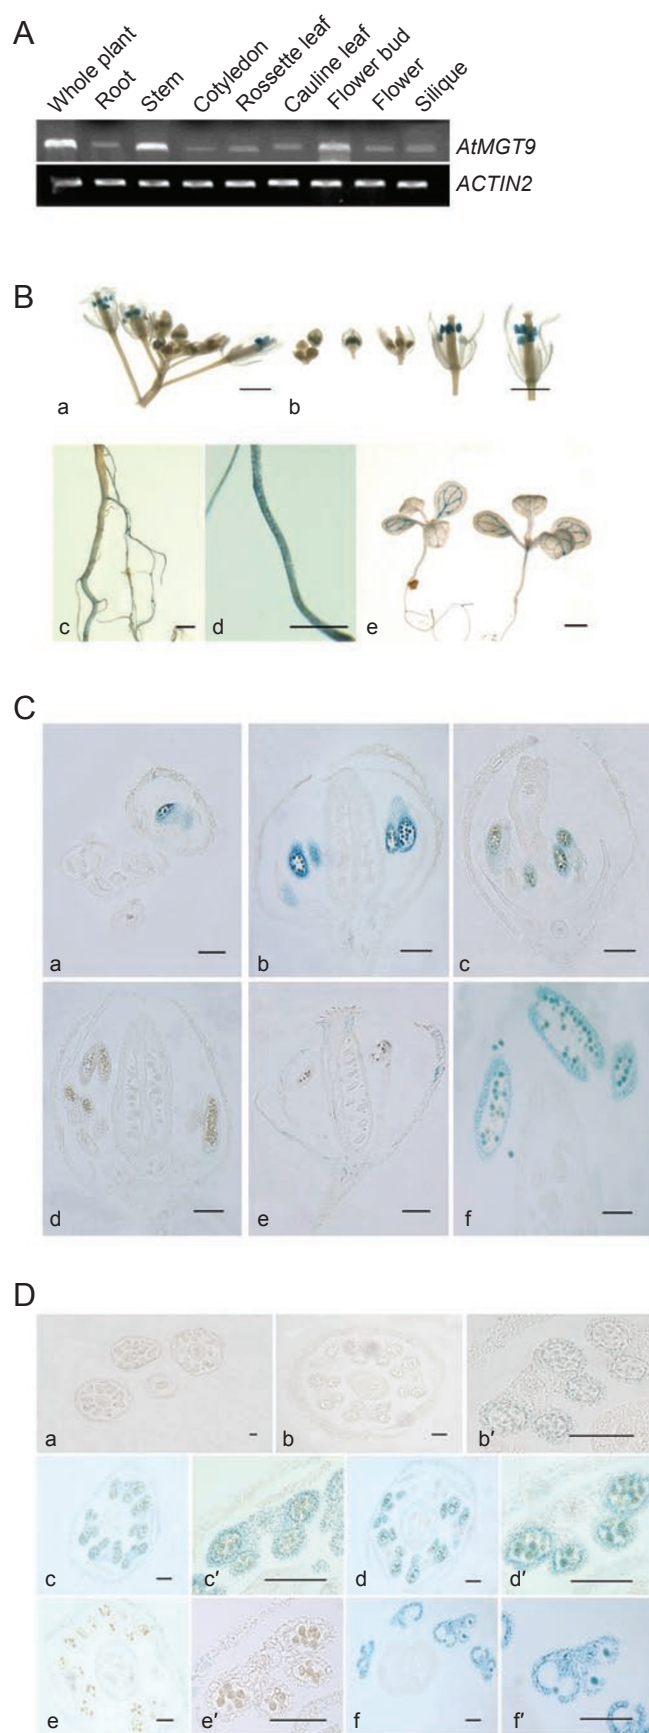 A
Whole plant
Root
Stem
Cotyledon
Rossette leaf
Cauline leaf
Flower bud
Flower
Silique
AtMGT9
ACTIN2
B
a
b
c
d
e
C
a
b
c
d
e
f
D
a
b
b′
c
c′
d
d′
e
e′
f
f′